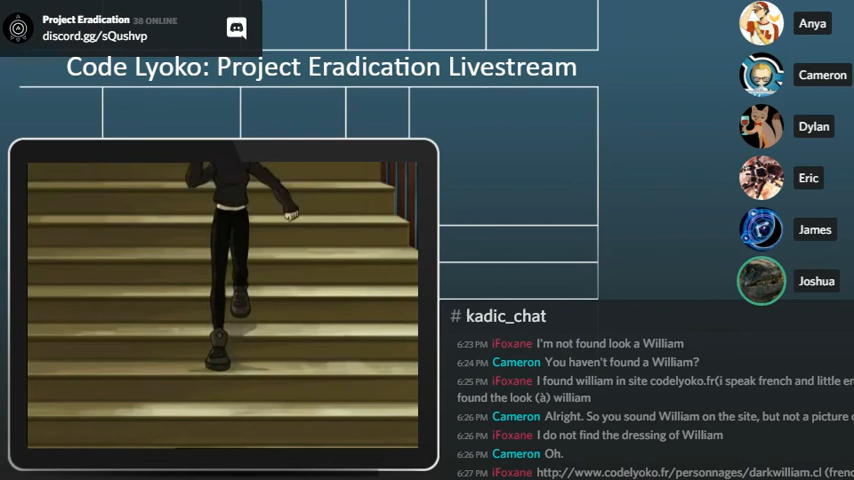 Project Eradication 38 ONLINE
discord.gg/sQushvp
Code Lyoko: Project Eradication Livestream
Anya
Cameron
Dylan
Eric
James
Joshua
# kadic_chat
6:23 PM iFoxane I'm not found look a William
6:24 PM Cameron You haven't found a William?
6:25 PM iFoxane I found william in site codelyoko.fr(i speak french and little en
found the look (à) william
6:26 PM Cameron Alright. So you sound William on the site, but not a picture
6:26 PM iFoxane I do not find the dressing of William
6:26 PM Cameron Oh.
6:27 PM iFoxane http://www.codelyoko.fr/personnages/darkwilliam.cl (fren